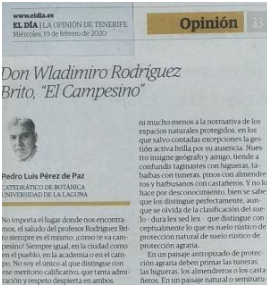 www.eldia.es
EL DÍA | LA OPINIÓN DE TENERIFE
Miércoles, 19 de febrero de 2020
Opinión
33
Don Wladimiro Rodríguez
Brito, "El Campesino"
Pedro Luis Pérez de Paz
CATEDRÁTICO DE BOTÁNICA
UNIVERSIDAD DE LA LAGUNA
No importa el lugar donde nos encontra-
mos, el saludo del profesor Rodríguez Bri-
to siempre es el mismo: ¿cómo te va cam-
pesino? Siempre igual, en la ciudad como
en el pueblo, en la academia o en el cam-
po. No soy el único al que distingue con
ese meritorio calificativo, que tanta admi-
ración y respeto despierta en ambos
ni mucho menos a la normativa de los
espacios naturales protegidos, en los
que salvo contadas excepciones la ges-
tión activa brilla por su ausencia. Nues-
tro insigne geógrafo y amigo, tiende a
confundir tagasastes con higueras, ta-
baibas con tuneras, pinos con almendre-
ros y barbusanos con castañeros. Y no lo
hace por desconocimiento, bien se sabe
que los distingue perfectamente, aun-
que se olvida de la clasificación del sue-
lo - dura lex sed lex - que distingue con-
ceptualmente lo que es suelo rústico de
protección natural de suelo rústico de
protección agraria.
En un paisaje antropizado de protec-
ción agraria deben primar las tuneras,
las higueras, los almendros o los casta-
ñeros. En un paisaje natural o seminatu-